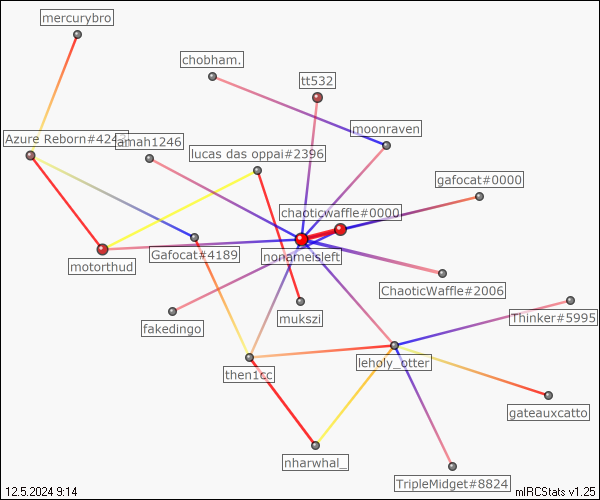 mercurybro
chobham.
tt532
moonraven
Azure Reborn#4243
amah1246
lucas das oppai#2396
gafocat#0000
chaoticwaffle#0000
Gafocat#4189
nonameisleft
motorthud
ChaoticWaffle#2006
mukszi
fakedingo
Thinker#5995
leholy_otter
then1cc
gateauxcatto
nharwhal_
TripleMidget#8824
12.5.2024 9:14
mIRCStats v1.25